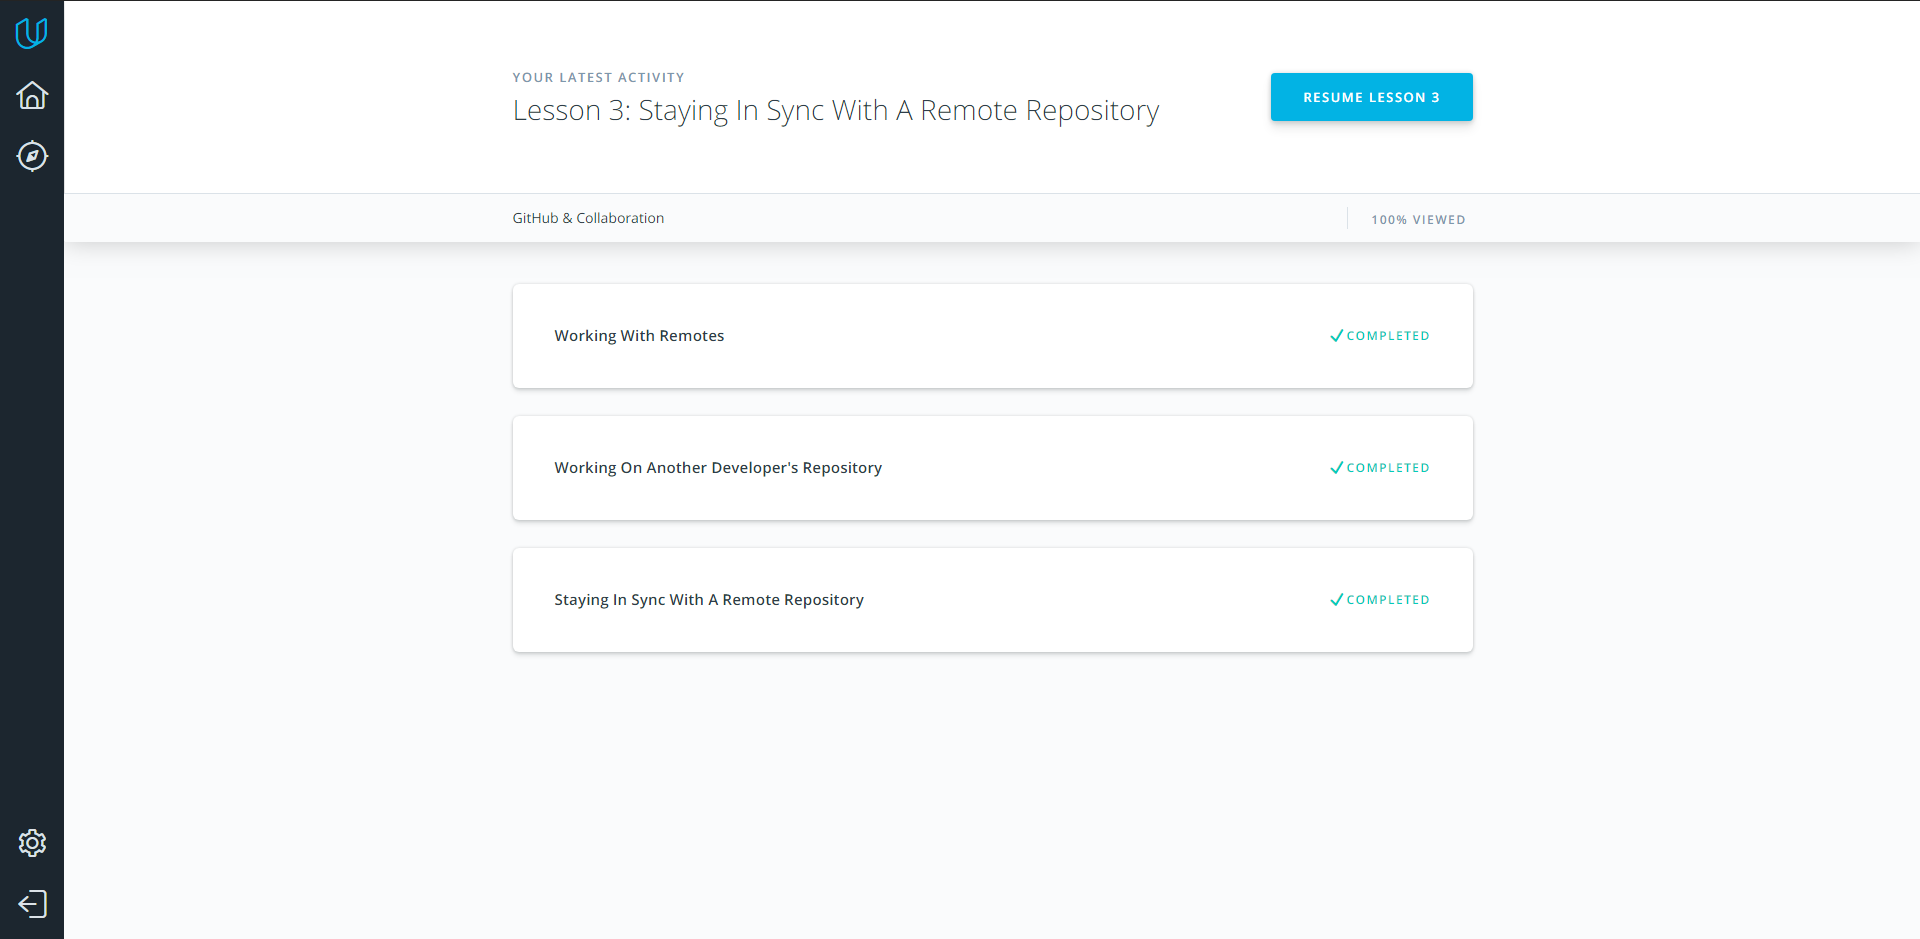 YOUR LATEST ACTIVITY
Lesson 3: Staying In Sync With A Remote Repository
RESUME LESSON 3
GitHub & Collaboration
100% VIEWED
Working With Remotes
COMPLETED
Working On Another Developer's Repository
COMPLETED
Staying In Sync With A Remote Repository
COMPLETED